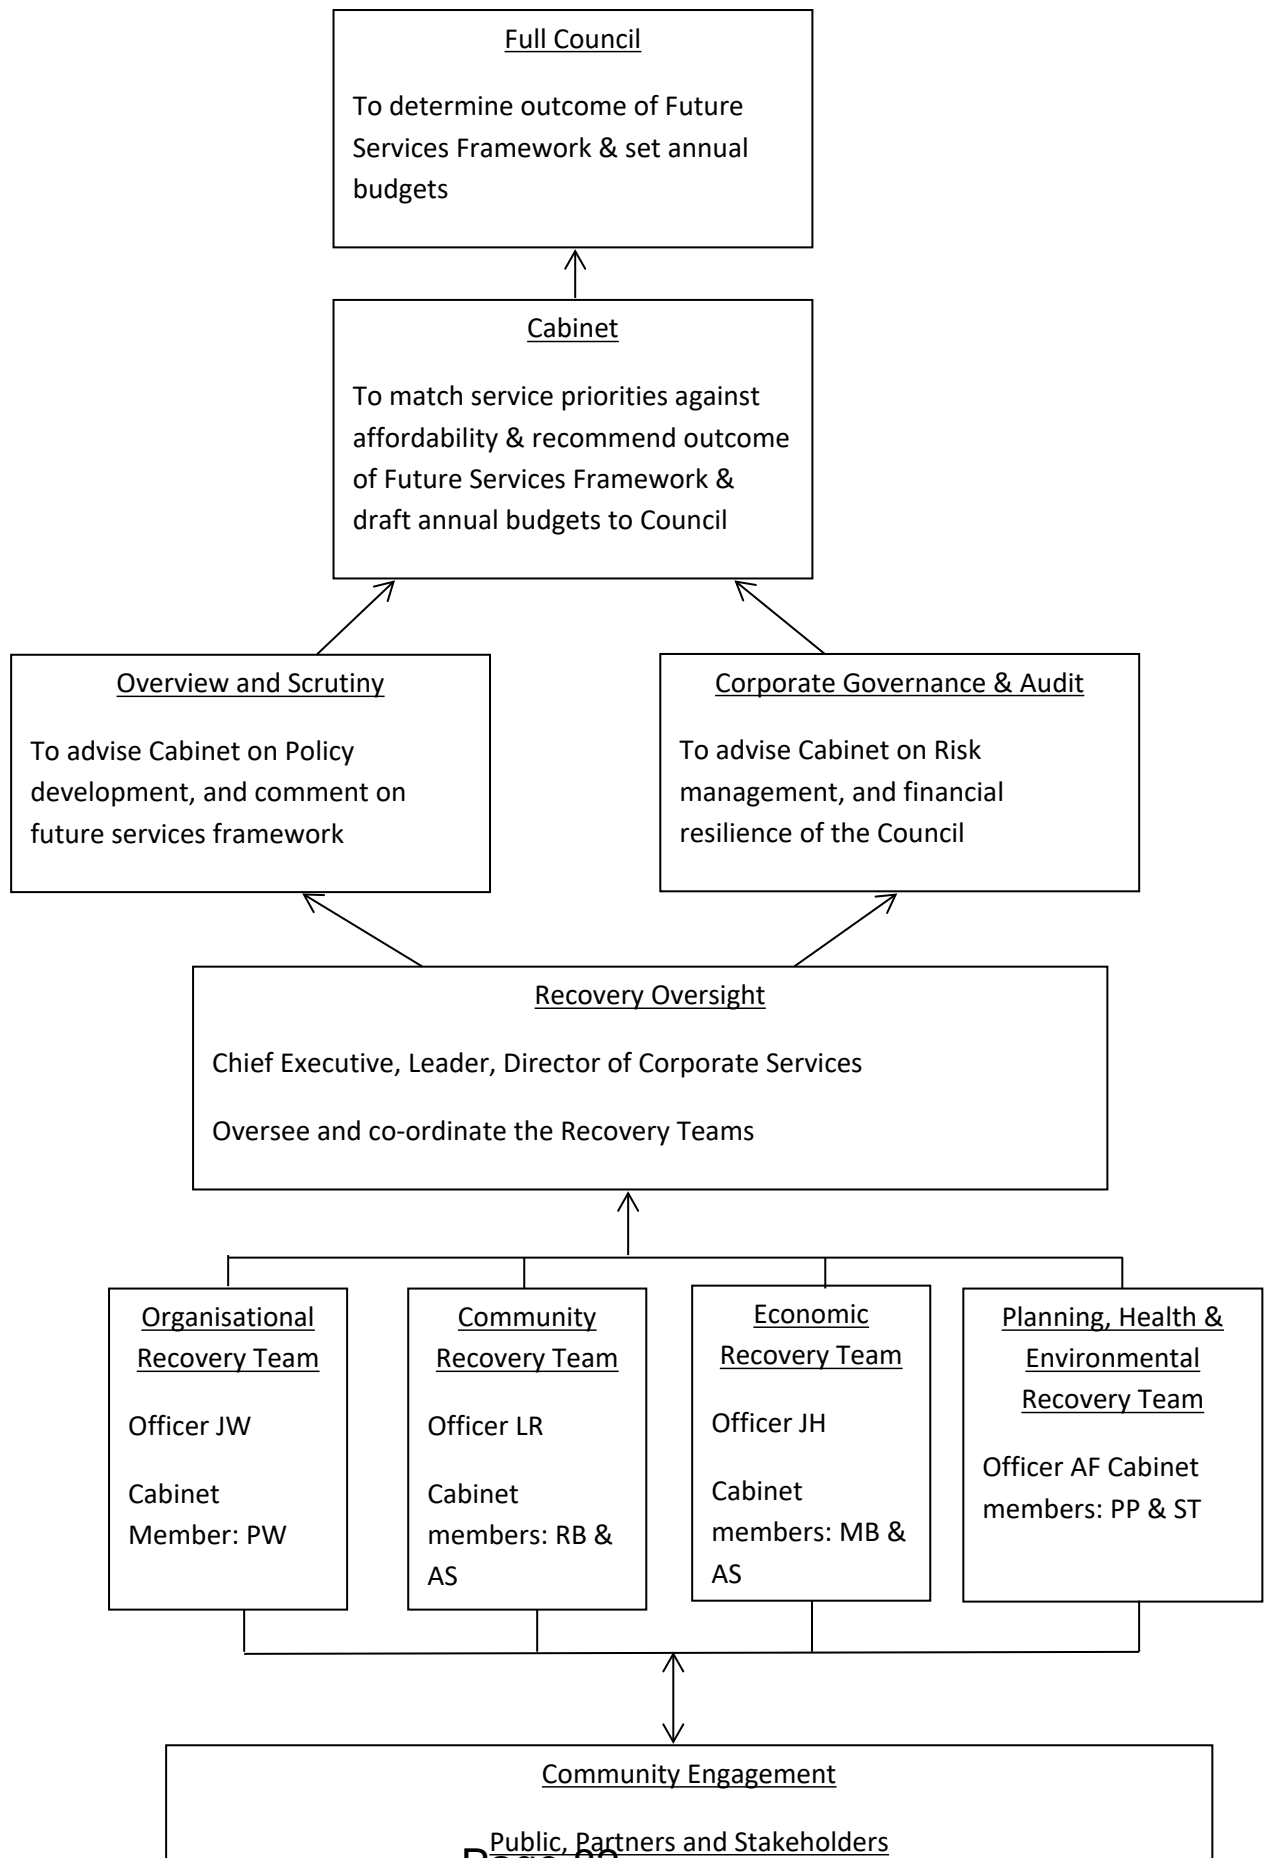 Full Council
To determine outcome of Future
Services Framework & set annual
budgets
Cabinet
To match service priorities against
affordability & recommend outcome
of Future Services Framework &
draft annual budgets to Council
Overview and Scrutiny
To advise Cabinet on Policy
development, and comment on
future services framework
Corporate Governance & Audit
To advise Cabinet on Risk
management, and financial
resilience of the Council
Recovery Oversight
Chief Executive, Leader, Director of Corporate Services
Oversee and co-ordinate the Recovery Teams
Organisational
Recovery Team
Officer JW
Cabinet
Member: PW
Community
Recovery Team
Officer LR
Cabinet
members: RB &
AS
Economic
Recovery Team
Officer JH
Cabinet
members: MB &
AS
Planning, Health &
Environmental
Recovery Team
Officer AF Cabinet
members: PP & ST
Community Engagement
Public, Partners and Stakeholders
Page